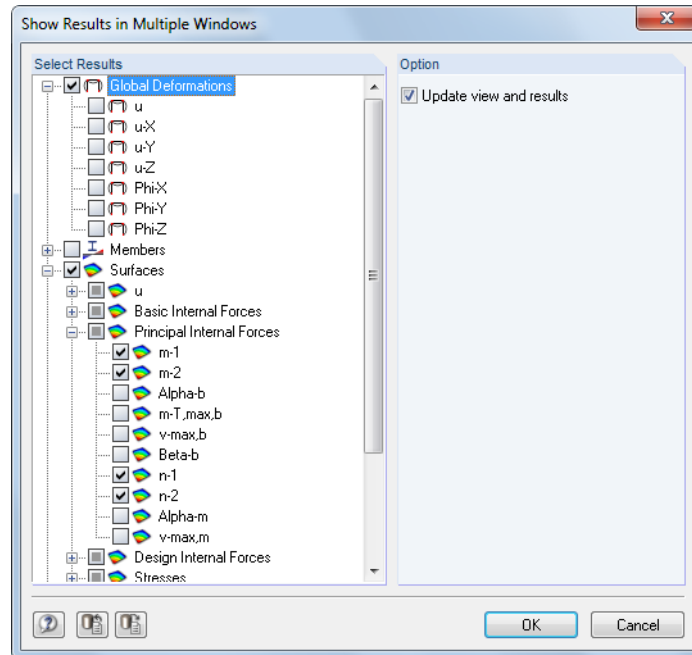 Show Results in Multiple Windows
Select Results
Global Deformations
u
u-X
u-Y
u-Z
Phi-X
Phi-Y
Phi-Z
Members
Surfaces
u
Basic Internal Forces
Principal Internal Forces
m-1
m-2
Alpha-b
m-T,max,b
v-max,b
Beta-b
n-1
n-2
Alpha-m
v-max,m
Design Internal Forces
Stresses
Option
Update view and results
OK
Cancel